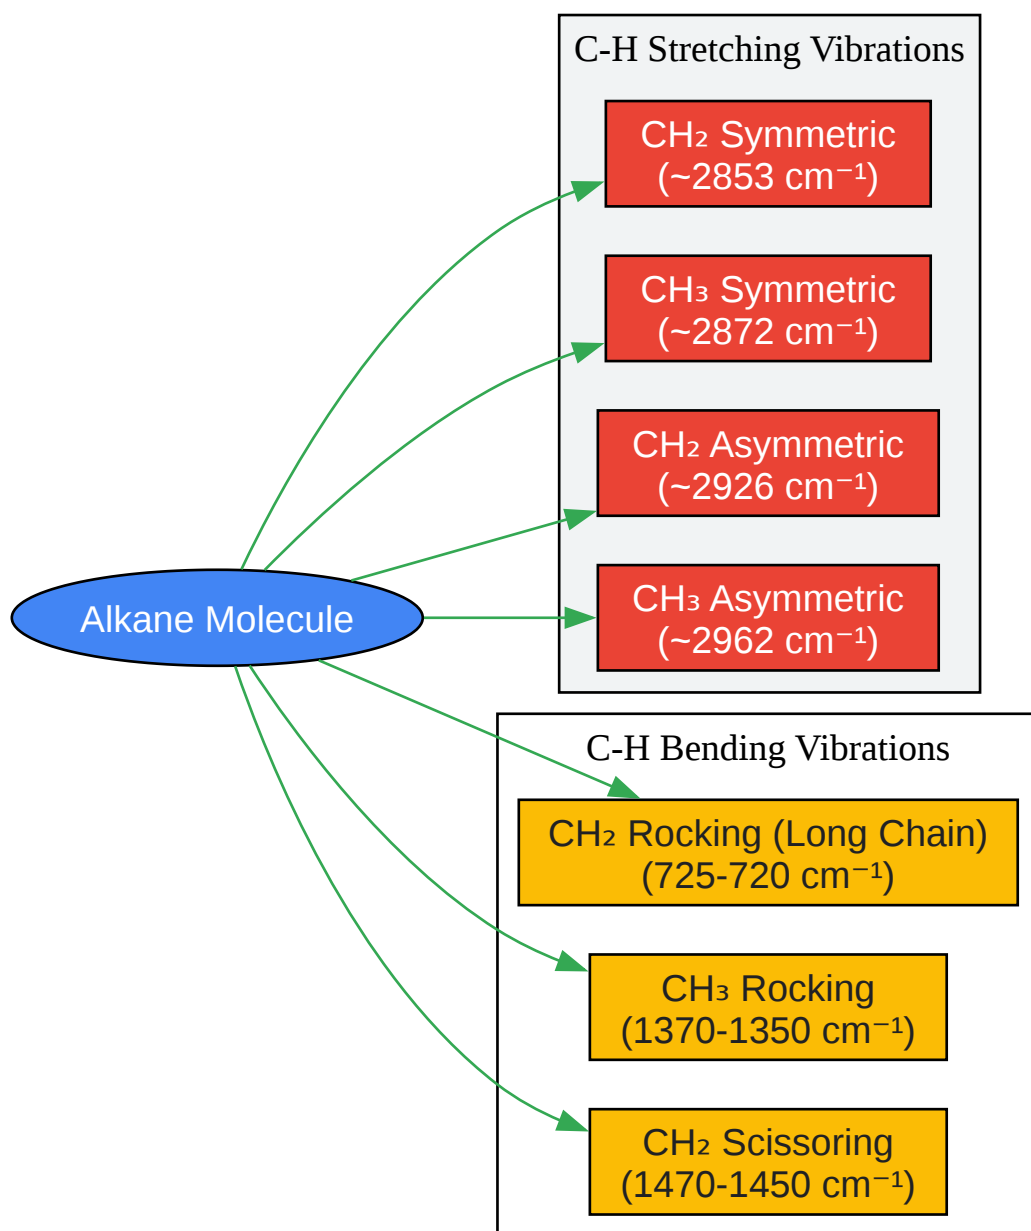 C-H Stretching Vibrations
CH₂ Symmetric
(~2853 cm⁻¹)
CH₃ Symmetric
(~2872 cm⁻¹)
CH₂ Asymmetric
(~2926 cm⁻¹)
CH₃ Asymmetric
(~2962 cm⁻¹)
Alkane Molecule
C-H Bending Vibrations
CH₂ Rocking (Long Chain)
(725-720 cm⁻¹)
CH₃ Rocking
(1370-1350 cm⁻¹)
CH₂ Scissoring
(1470-1450 cm⁻¹)